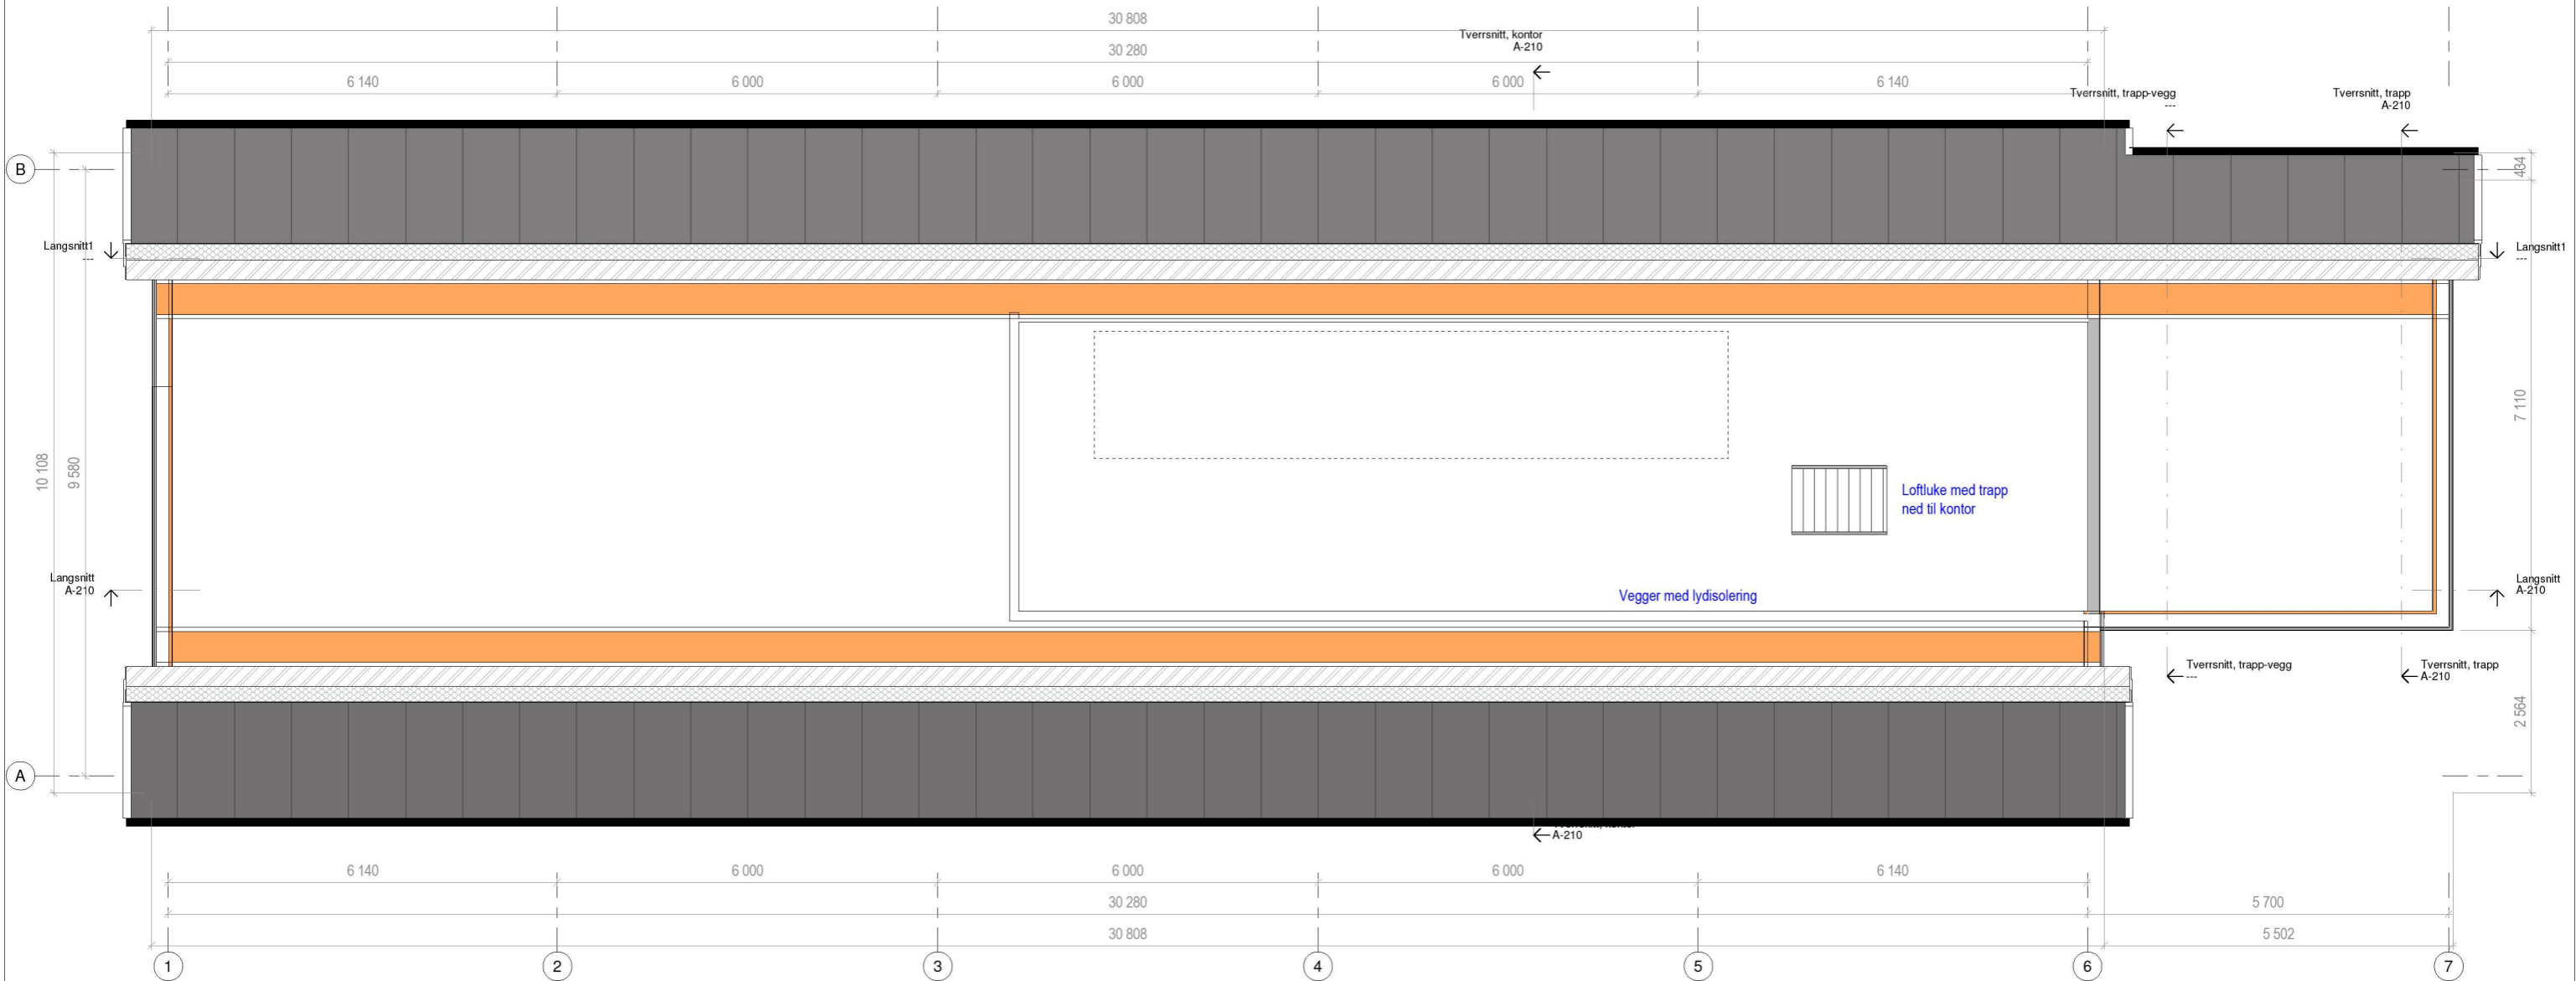 30 808
30 280
6 140
6 000
6 000
6 000
6 140
Tverrsnitt, kontor
A-210
Tverrsnitt, trapp-vegg
---
Tverrsnitt, trapp
A-210
B
434
Langsnitt1
---
Langsnitt1
---
10 108
9 580
7 110
Loftluke med trapp
ned til kontor
Vegger med lydisolering
Langsnitt
A-210
Langsnitt
A-210
Tverrsnitt, trapp-vegg
---
Tverrsnitt, trapp
A-210
2 564
A
A-210
6 140
6 000
6 000
6 000
6 140
30 280
5 700
30 808
5 502
1
2
3
4
5
6
7